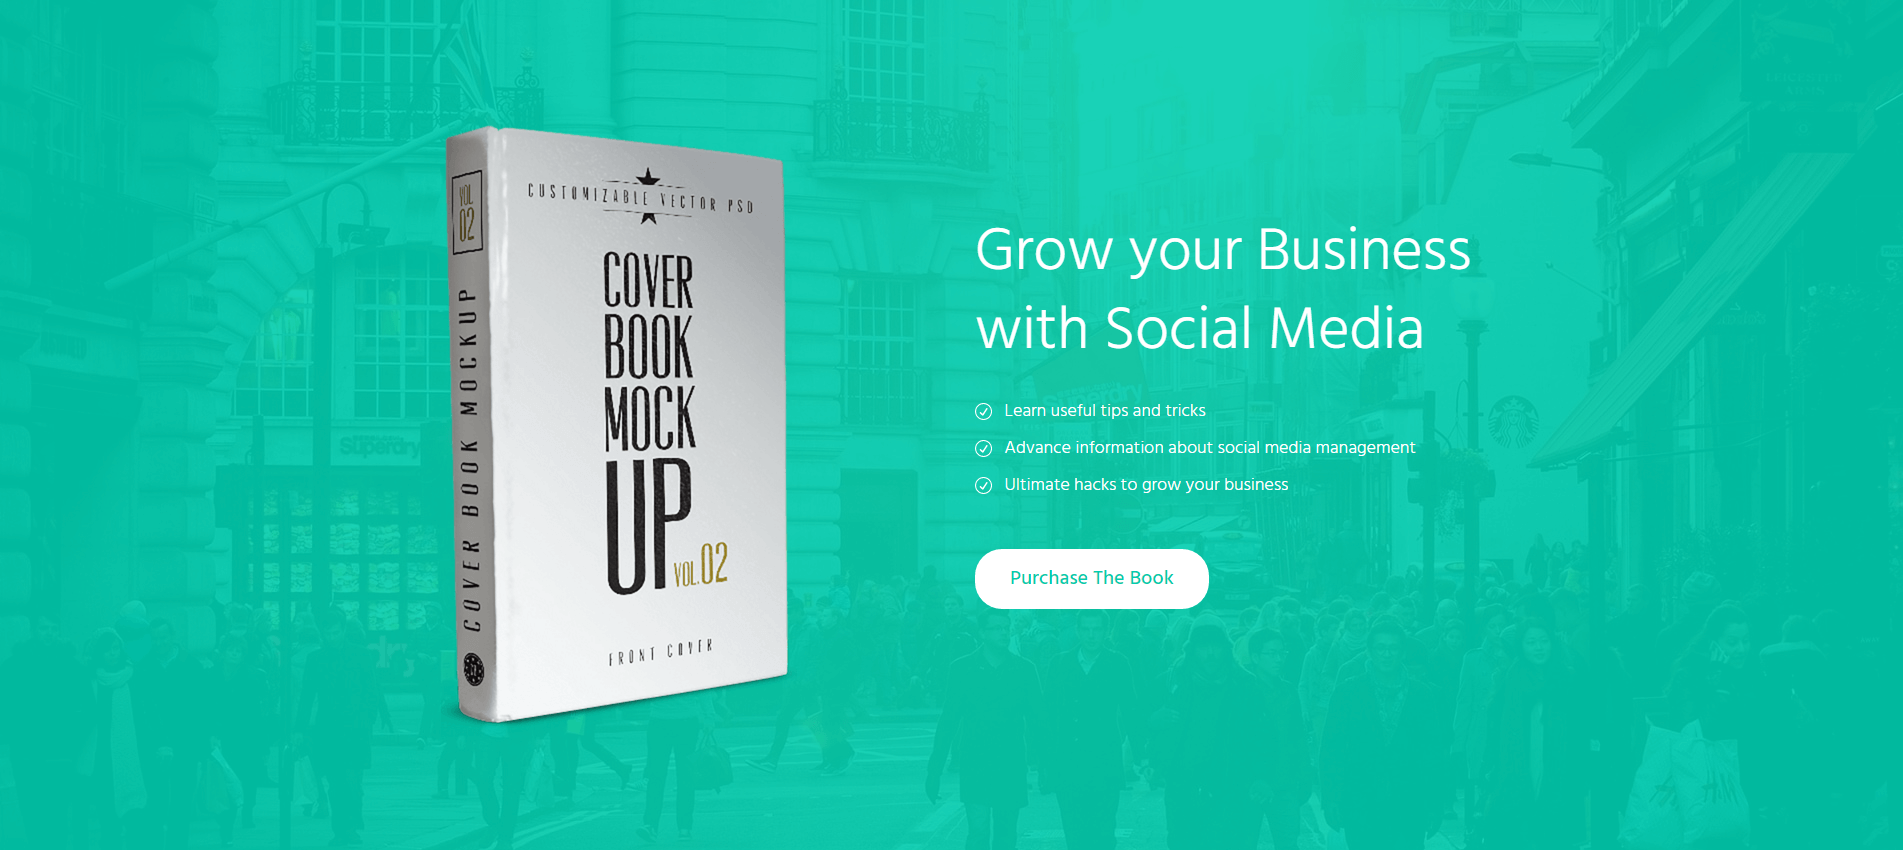 VOL
02
COVER BOOK MOCKUP
CUSTOMIZABLE VECTOR PSD
COVER
BOOK
MOCK
UP
VOL.02
FRONT COVER
Grow your Business
with Social Media
Learn useful tips and tricks
Advance information about social media management
Ultimate hacks to grow your business
Purchase The Book
Superdry
Superdry
H&M